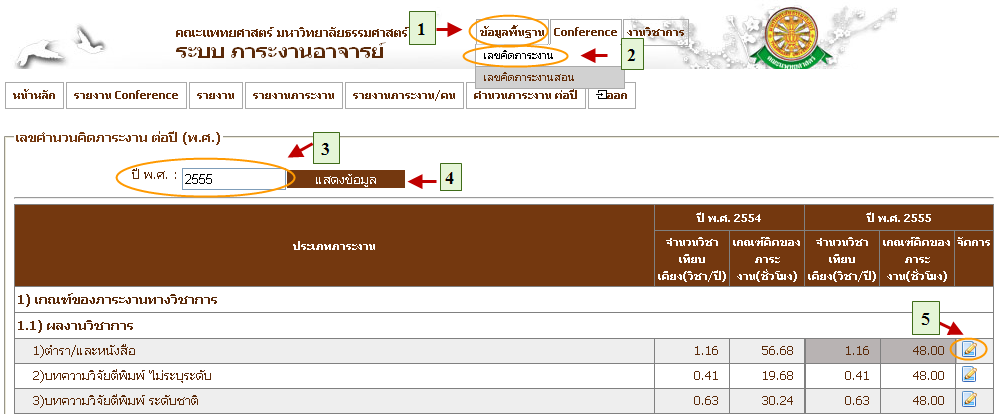 คณะแพทยศาสตร์ มหาวิทยาลัยธรรมศาสตร์
ระบบ ภาระงานอาจารย์
1
ข้อมูลพื้นฐาน Conference งานวิชาการ
เลขคิดภาระงาน
2
เลขคิดภาระงานสอน
หน้าหลัก รายงาน Conference รายงาน รายงานภาระงาน รายงานภาระงาน/คน คำนวนภาระงาน ต่อปี ออก
เลขคำนวนคิดภาระงาน ต่อปี (พ.ศ.)
3
ปี พ.ศ. : 2555 แสดงข้อมูล
4
ประเภทภาระงาน ปี พ.ศ. 2554 ปี พ.ศ. 2555
จำนวนวิชา เกณฑ์คิดของ จำนวนวิชา เกณฑ์คิดของ จัดการ
เทียบ ภาระ เทียบ ภาระ
เคียง(วิชา/ปี) งาน(ชั่วโมง) เคียง(วิชา/ปี) งาน(ชั่วโมง)
1) เกณฑ์ของภาระงานทางวิชาการ
1.1) ผลงานวิชาการ
5
1)ตำรา/และหนังสือ 1.16 56.68 1.16 48.00
2)บทความวิจัยตีพิมพ์ ไม่ระบุระดับ 0.41 19.68 0.41 48.00
3)บทความวิจัยตีพิมพ์ ระดับชาติ 0.63 30.24 0.63 48.00